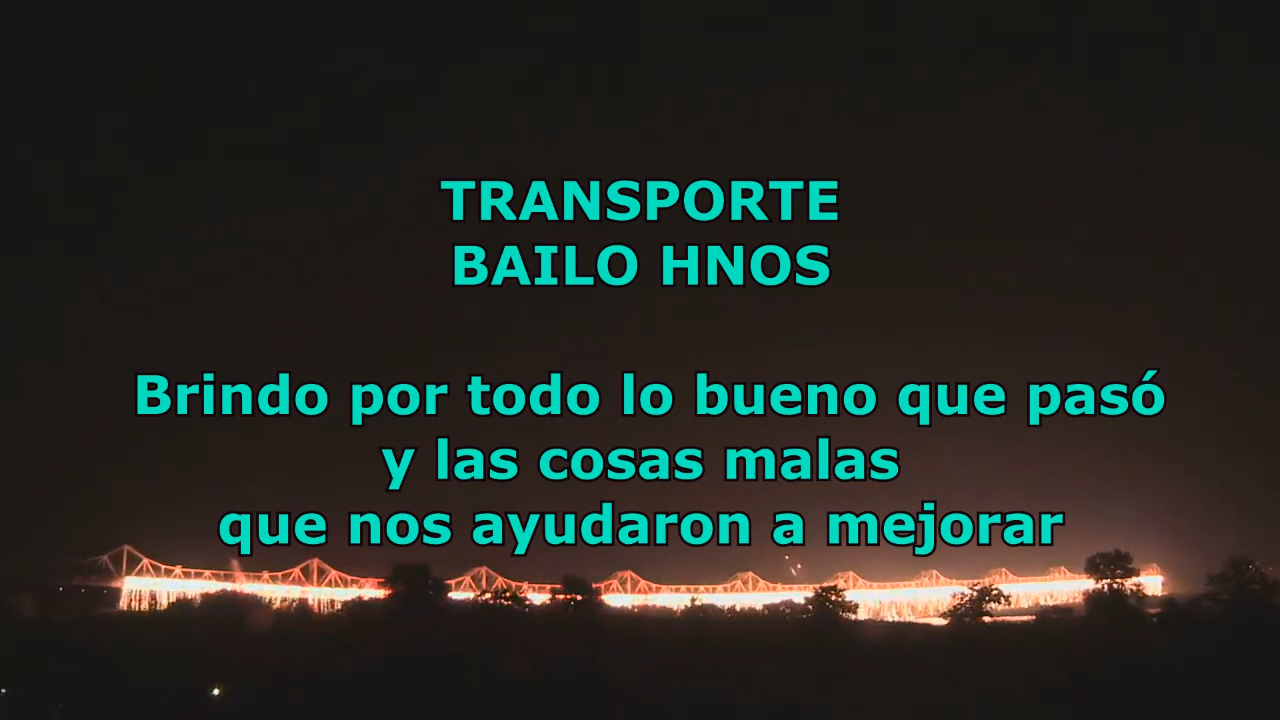 TRANSPORTE
BAILO HNOS
Brindo por todo lo bueno que pasó
y las cosas malas
que nos ayudaron a mejorar